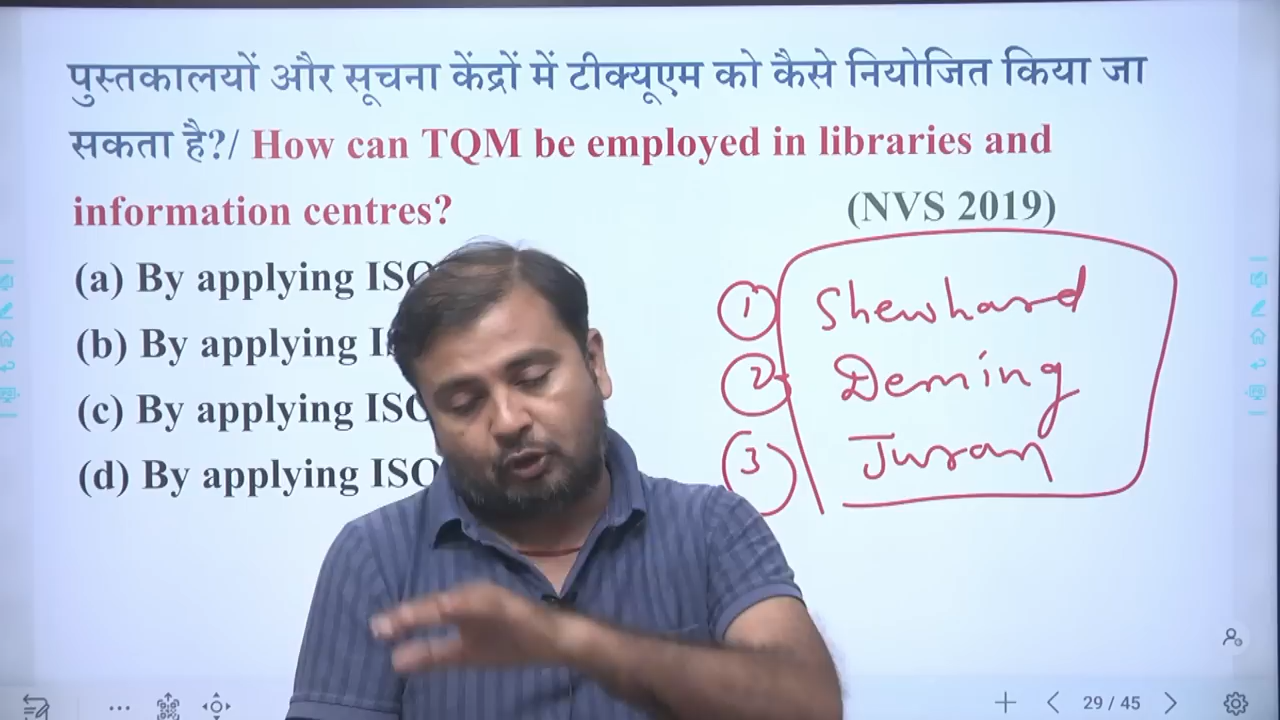 पुस्तकालयों और सूचना केंद्रों में टीक्यूएम को कैसे नियोजित किया जा
सकता है?/ How can TQM be employed in libraries and
information centres? (NVS 2019)
(a) By applying ISO
(b) By applying
(c) By applying ISO
(d) By applying ISO
1 Shewhard
2 Deming
3 Juran
29 / 45